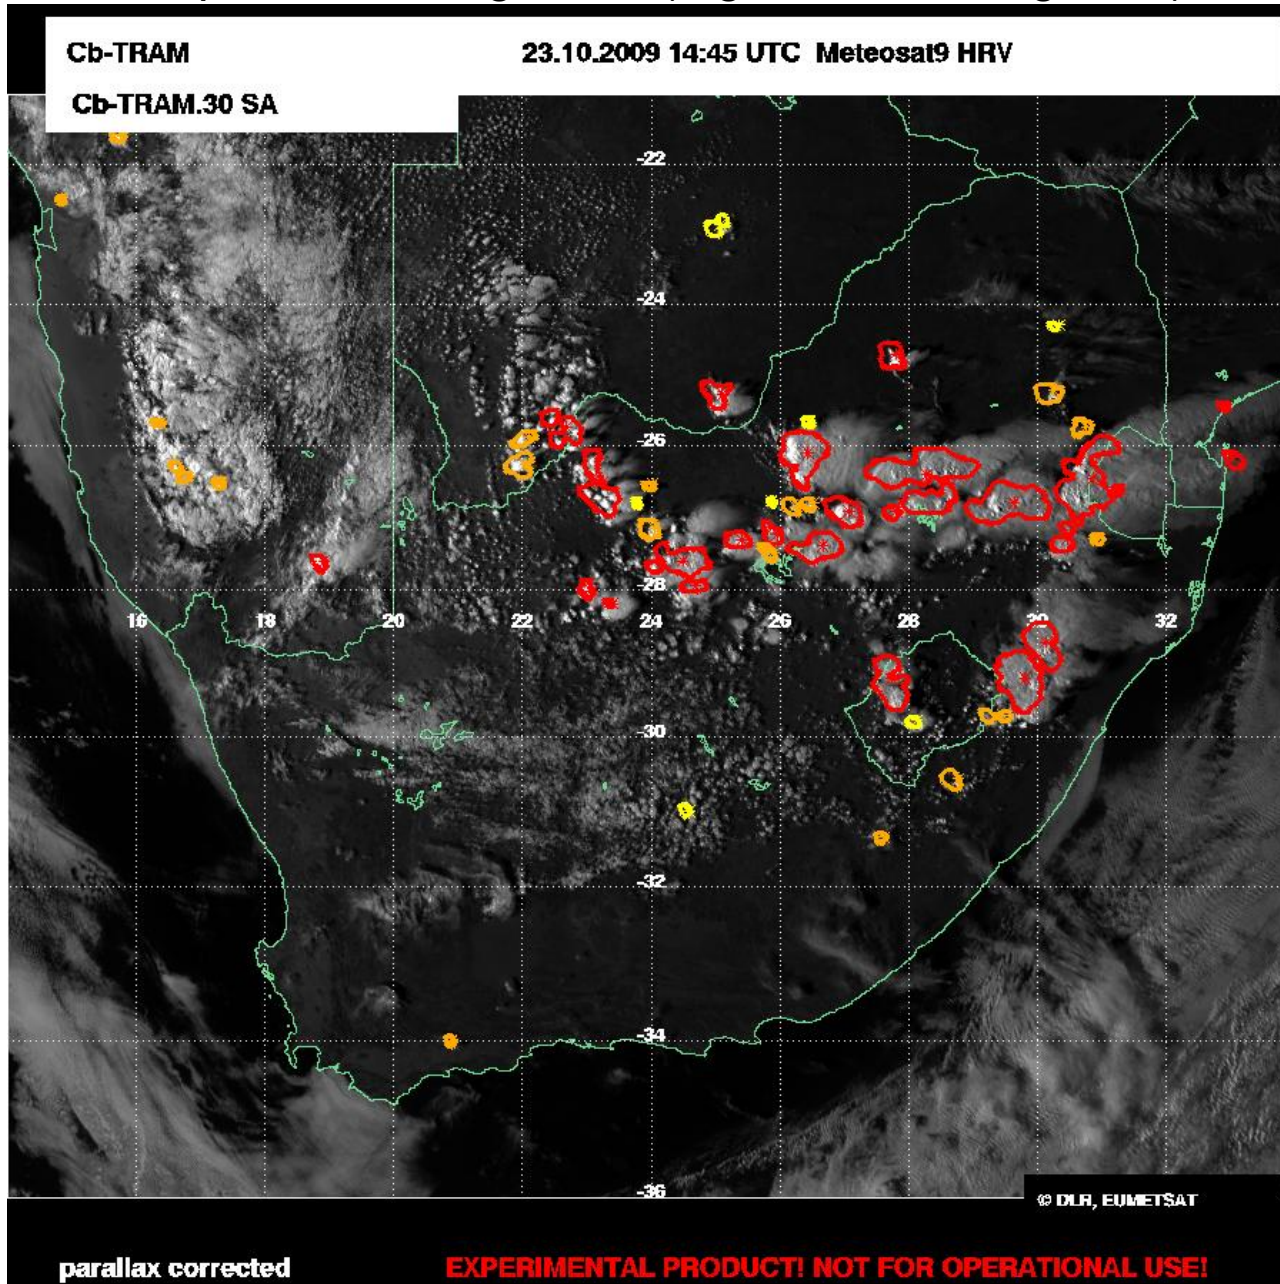 Cb-TRAM 23.10.2009 14:45 UTC Meteosat9 HRV
Cb-TRAM.30 SA
-22
-24
-26
-28
16 18 20 22 24 26 28 30 32
-30
-32
-34
-36
© DLR, EUMETSAT
parallax corrected EXPERIMENTAL PRODUCT! NOT FOR OPERATIONAL USE!